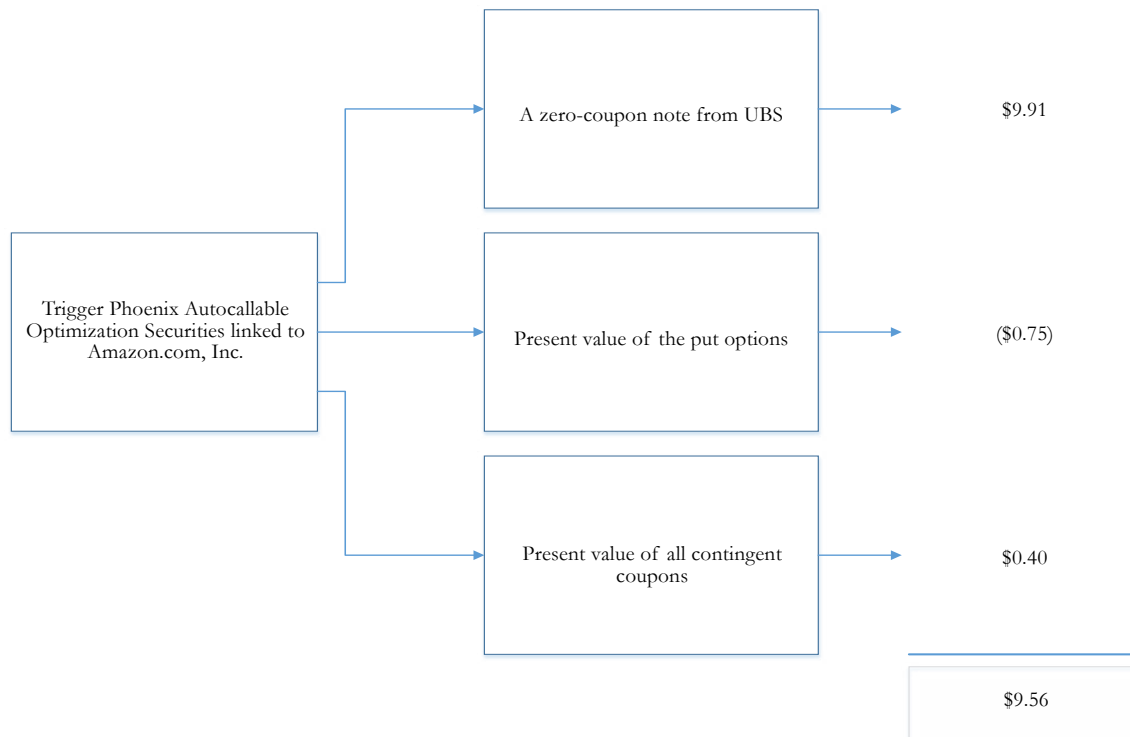 A zero-coupon note from UBS
$9.91
Trigger Phoenix Autocallable
Optimization Securities linked to
Amazon.com, Inc.
Present value of the put options
($0.75)
Present value of all contingent
coupons
$0.40
$9.56